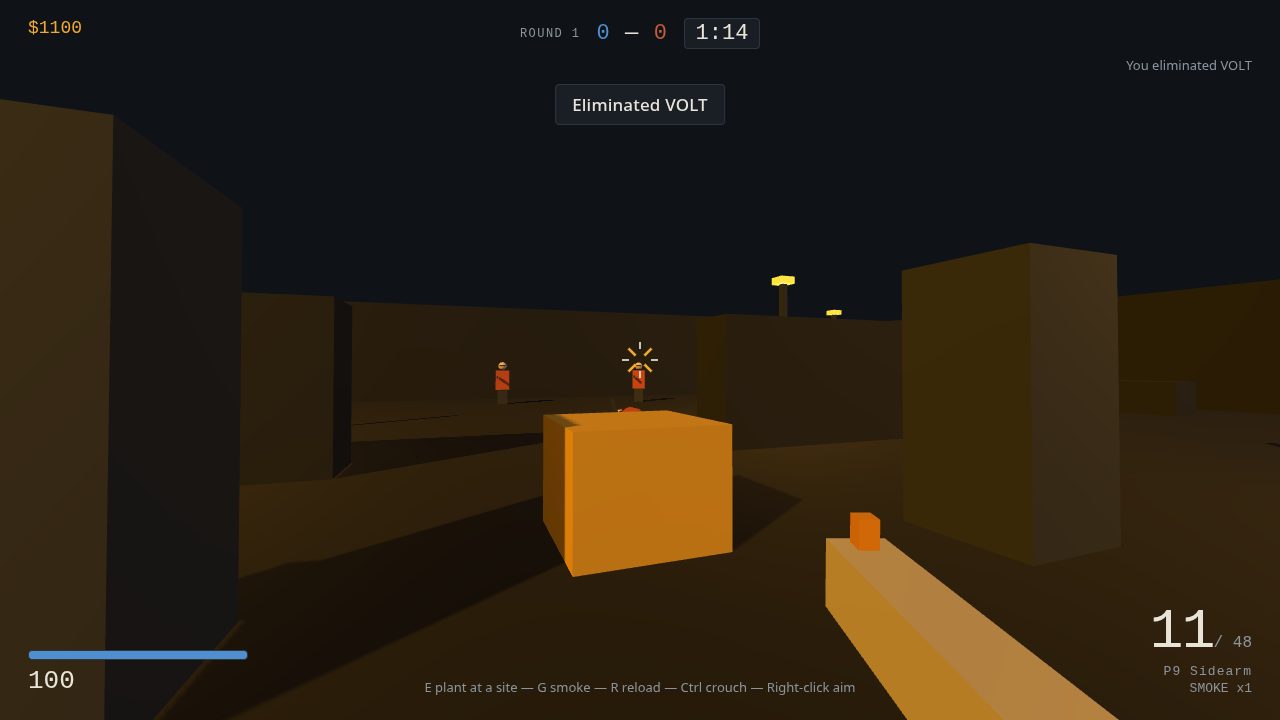 $1100
ROUND 1 0 — 0 1:14
You eliminated VOLT
Eliminated VOLT
11 / 48
P9 Sidearm
SMOKE x1
100
E plant at a site — G smoke — R reload — Ctrl crouch — Right-click aim